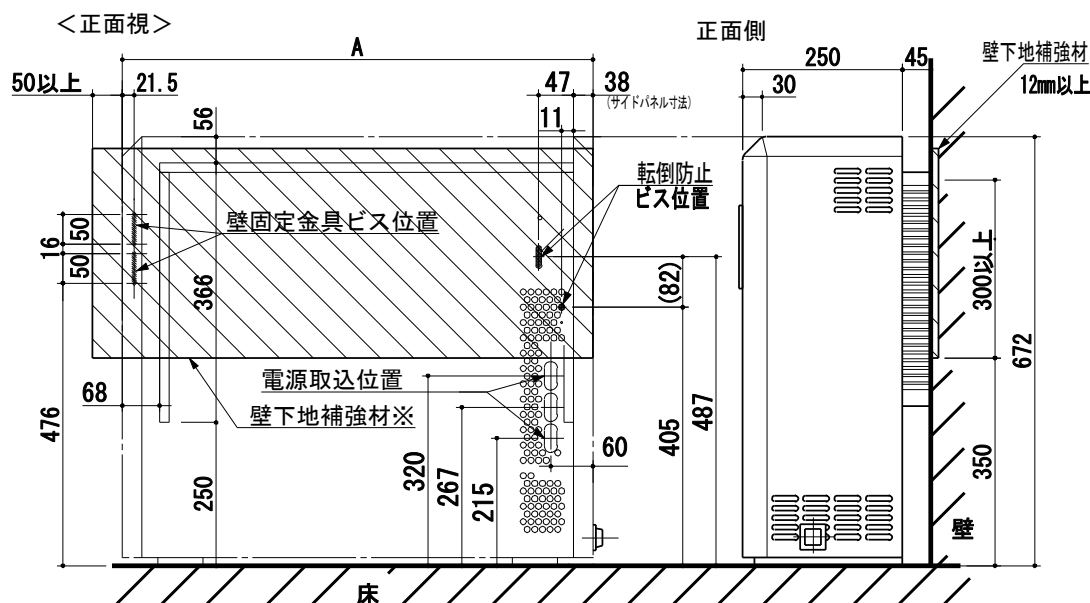 <正面視>
正面側
A
250
45
壁下地補強材
12mm以上
50以上
21.5
47
38
(サイドパネル寸法)
11
30
56
転倒防止
ビス位置
壁固定金具ビス位置
50
16
50
366
(82)
300以上
672
電源取込位置
68
壁下地補強材※
476
487
405
60
320
267
215
250
350
壁
床